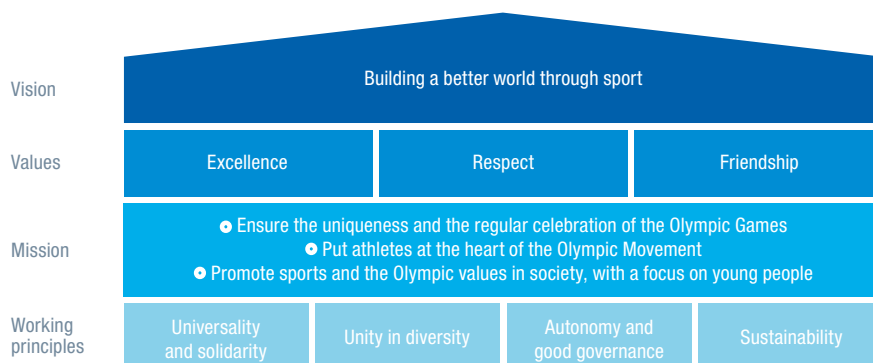 Vision
Building a better world through sport
Values
Excellence
Respect
Friendship
Mission
Ensure the uniqueness and the regular celebration of the Olympic Games
Put athletes at the heart of the Olympic Movement
Promote sports and the Olympic values in society, with a focus on young people
Working
principles
Universality
and solidarity
Unity in diversity
Autonomy and
good governance
Sustainability